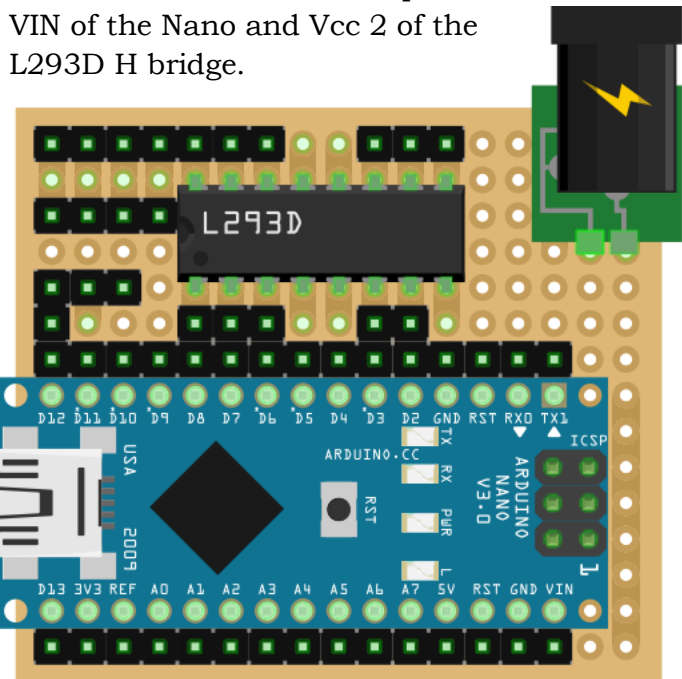 VIN of the Nano and Vcc 2 of the
L293D H bridge.
L293D
D12 D11 D10 D9 D8 D7 D6 D5 D4 D3 D2 GND RST RX0 TX1
ICSP
USA
2009
ARDUINO.CC
RST
TX
RX
PWR
L
ARDUINO
NANO
V3.0
1
D13 3V3 REF A0 A1 A2 A3 A4 A5 A6 A7 5V RST GND VIN